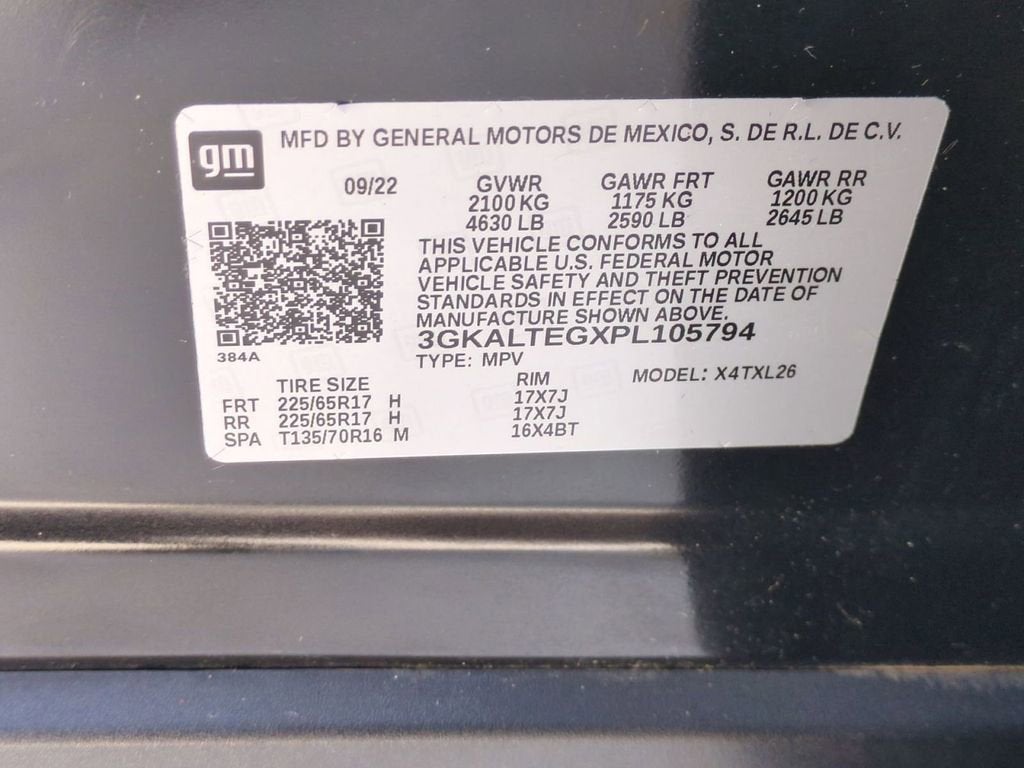 gm
MFD BY GENERAL MOTORS DE MEXICO, S. DE R.L. DE C.V.
09/22 GVWR GAWR FRT GAWR RR
2100 KG 1175 KG 1200 KG
4630 LB 2590 LB 2645 LB
THIS VEHICLE CONFORMS TO ALL
APPLICABLE U.S. FEDERAL MOTOR
VEHICLE SAFETY AND THEFT PREVENTION
STANDARDS IN EFFECT ON THE DATE OF
MANUFACTURE SHOWN ABOVE.
3GKALTEGXPL105794
384A
TYPE: MPV
TIRE SIZE RIM MODEL: X4TXL26
FRT 225/65R17 H 17X7J
RR 225/65R17 H 17X7J
SPA T135/70R16 M 16X4BT